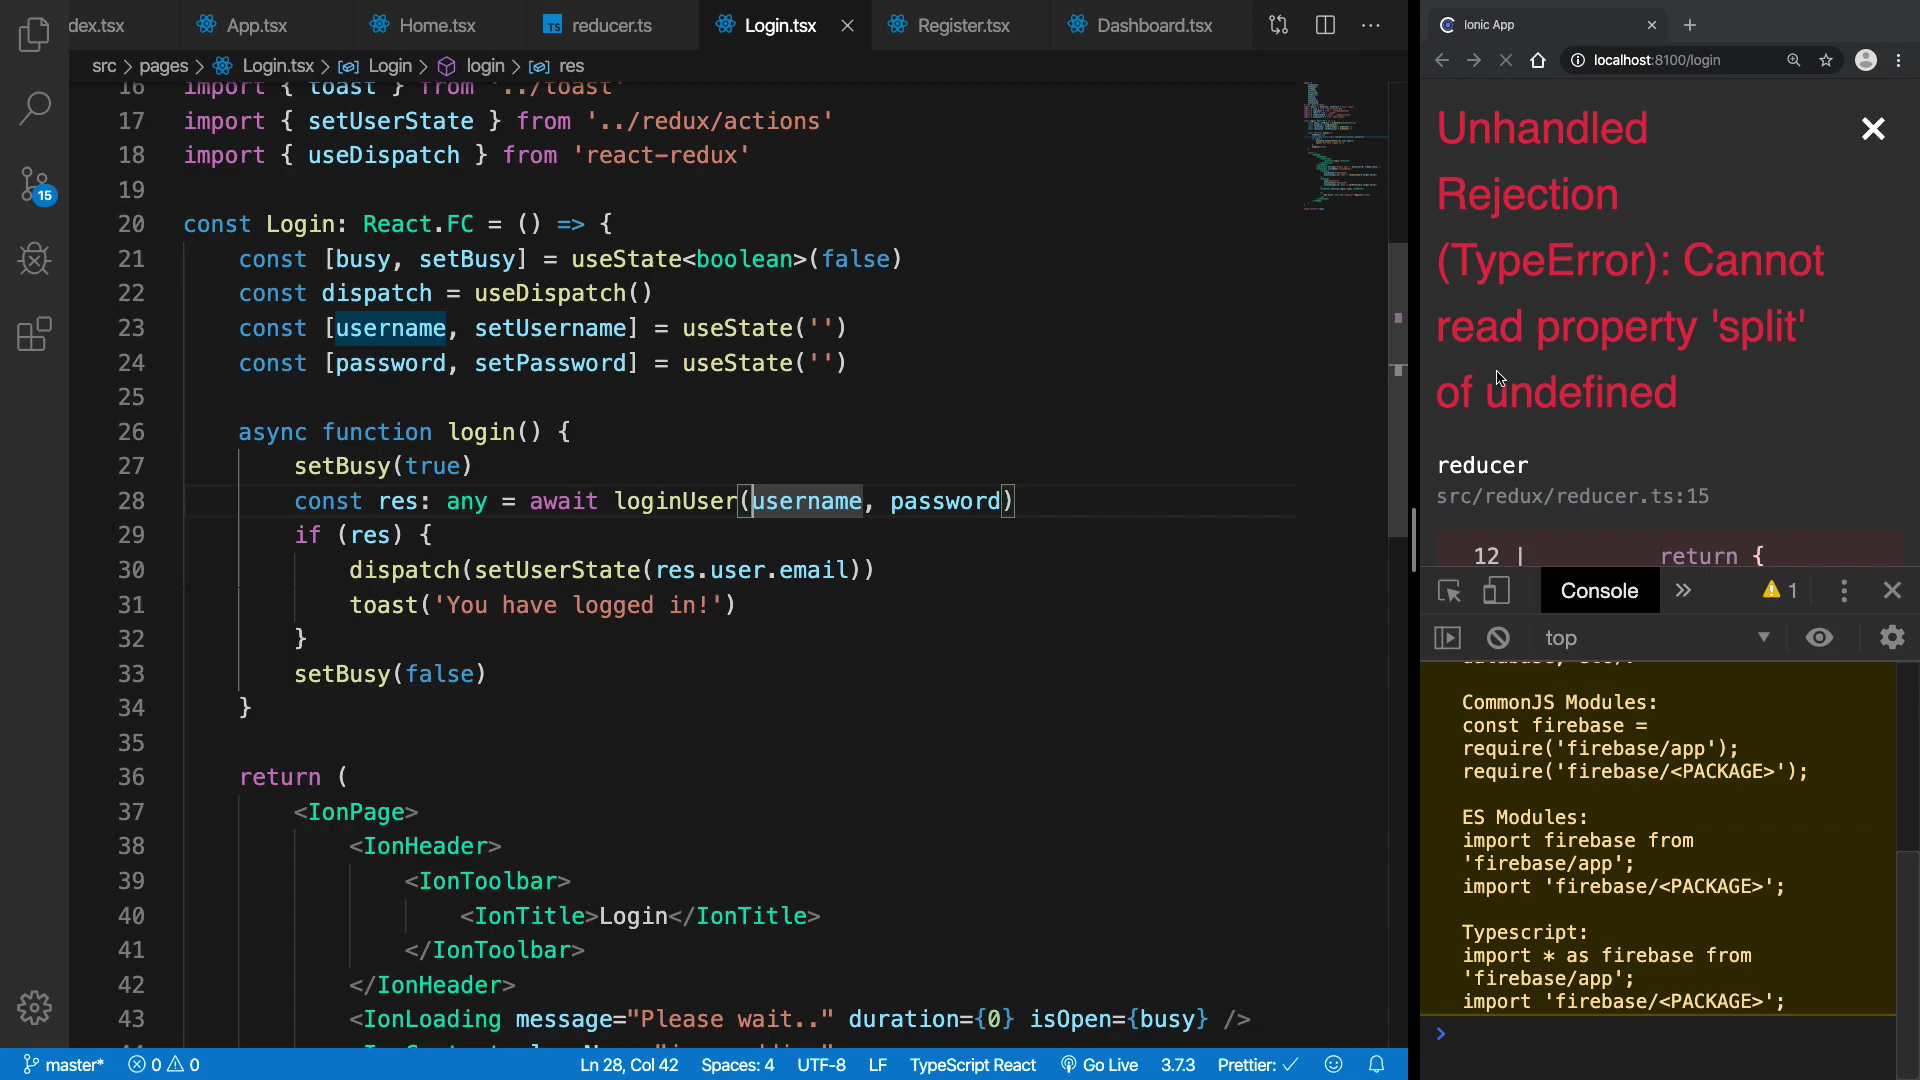 dex.tsx
App.tsx
Home.tsx
TS reducer.ts
Login.tsx
Register.tsx
Dashboard.tsx
src > pages > Login.tsx > Login > login > res
16 import { toast } from '../toast'
17 import { setUserState } from '../redux/actions'
18 import { useDispatch } from 'react-redux'
19
20 const Login: React.FC = () => {
21 const [busy, setBusy] = useState<boolean>(false)
22 const dispatch = useDispatch()
23 const [username, setUsername] = useState('')
24 const [password, setPassword] = useState('')
25
26 async function login() {
27 setBusy(true)
28 const res: any = await loginUser(username, password)
29 if (res) {
30 dispatch(setUserState(res.user.email))
31 toast('You have logged in!')
32 }
33 setBusy(false)
34 }
35
36 return (
37 <IonPage>
38 <IonHeader>
39 <IonToolbar>
40 <IonTitle>Login</IonTitle>
41 </IonToolbar>
42 </IonHeader>
43 <IonLoading message="Please wait.." duration={0} isOpen={busy} />
15
master* 0 0
Ln 28, Col 42
Spaces: 4
UTF-8
LF
TypeScript React
Go Live
3.7.3
Prettier: ✓
Ionic App
localhost:8100/login
Unhandled
Rejection
(TypeError): Cannot
read property 'split'
of undefined
reducer
src/redux/reducer.ts:15
12 | return {
Console
1
top
CommonJS Modules:
const firebase =
require('firebase/app');
require('firebase/<PACKAGE>');
ES Modules:
import firebase from
'firebase/app';
import 'firebase/<PACKAGE>';
Typescript:
import * as firebase from
'firebase/app';
import 'firebase/<PACKAGE>';